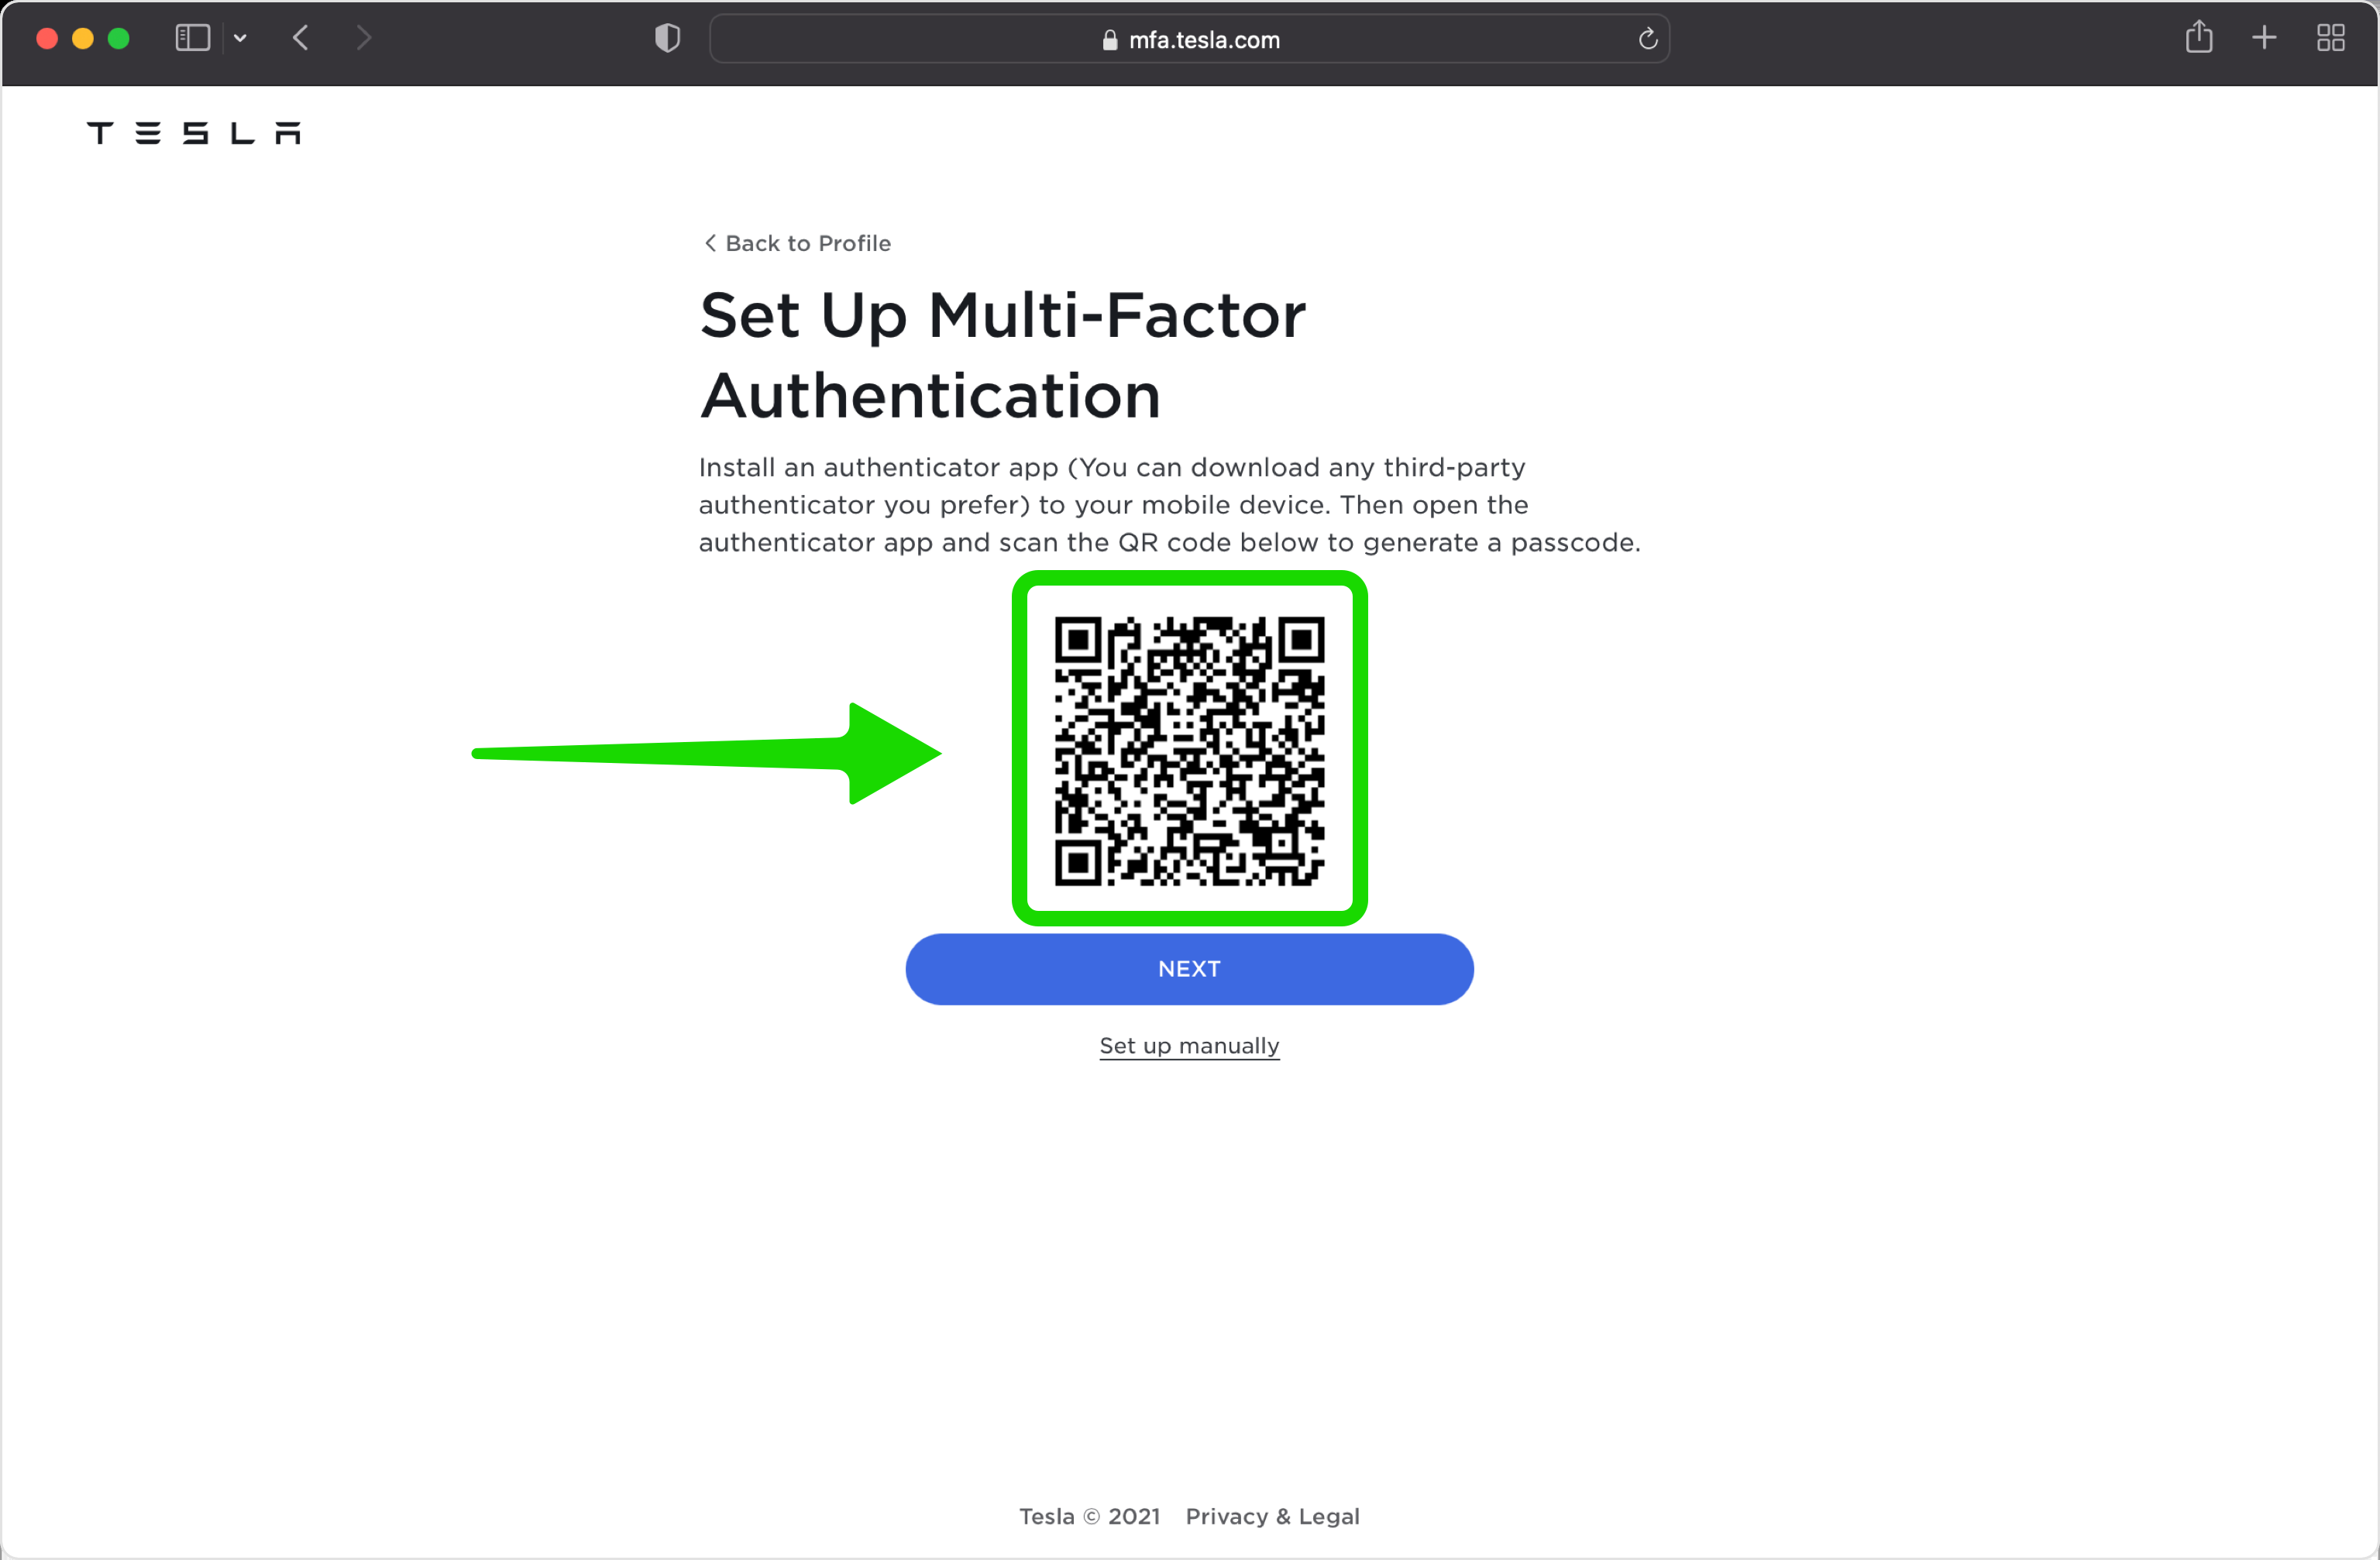 mfa.tesla.com
TESLA
Back to Profile
Set Up Multi-Factor
Authentication
Install an authenticator app (You can download any third-party
authenticator you prefer) to your mobile device. Then open the
authenticator app and scan the QR code below to generate a passcode.
NEXT
Set up manually
Tesla © 2021 Privacy & Legal